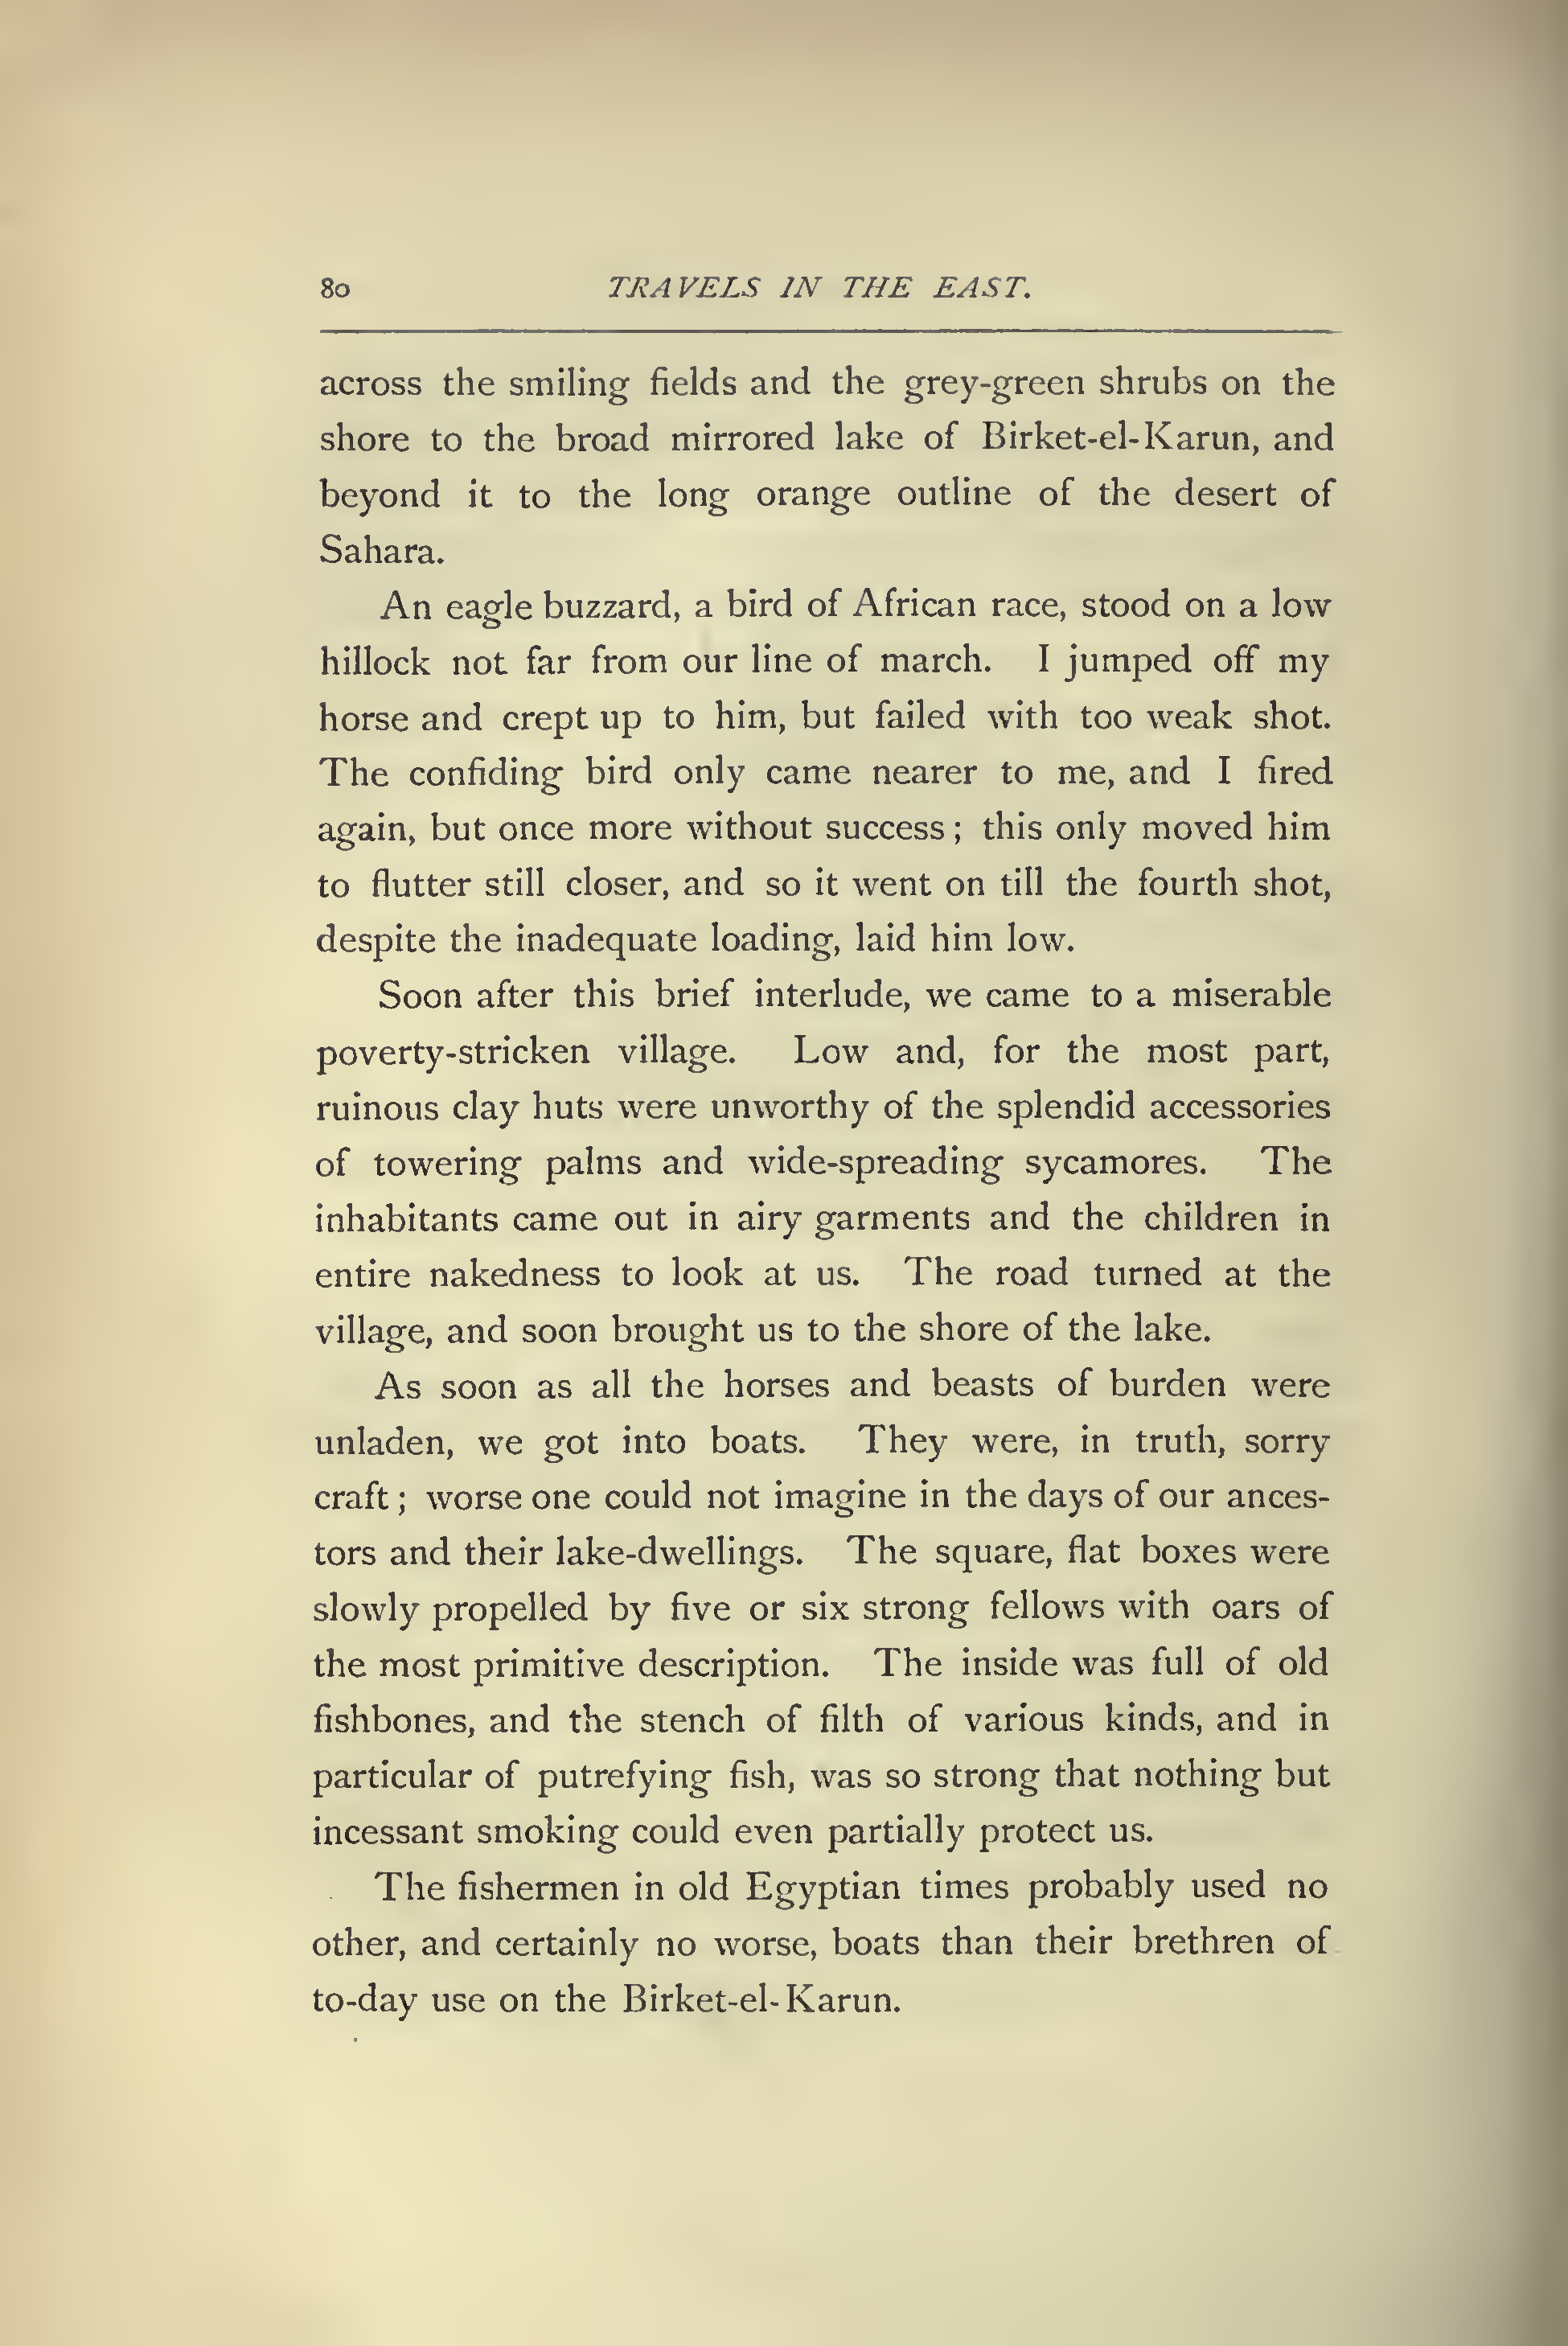 80 TRAVELS IN THE EAST.
across the smiling fields and the grey-green shrubs on the
shore to the broad mirrored lake of Birket-el-Karun, and
beyond it to the long orange outline of the desert of
Sahara.
An eagle buzzard, a bird of African race, stood on a low
hillock not far from our line of march. I jumped off my
horse and crept up to him, but failed with too weak shot.
The confiding bird only came nearer to me, and I fired
again, but once more without success; this only moved him
to flutter still closer, and so it went on till the fourth shot,
despite the inadequate loading, laid him low.
Soon after this brief interlude, we came to a miserable
poverty-stricken village. Low and, for the most part,
ruinous clay huts were unworthy of the splendid accessories
of towering palms and wide-spreading sycamores. The
inhabitants came out in airy garments and the children in
entire nakedness to look at us. The road turned at the
village, and soon brought us to the shore of the lake.
As soon as all the horses and beasts of burden were
unladen, we got into boats. They were, in truth, sorry
craft; worse one could not imagine in the days of our ances-
tors and their lake-dwellings. The square, flat boxes were
slowly propelled by five or six strong fellows with oars of
the most primitive description. The inside was full of old
fishbones, and the stench of filth of various kinds, and in
particular of putrefying fish, was so strong that nothing but
incessant smoking could even partially protect us.
The fishermen in old Egyptian times probably used no
other, and certainly no worse, boats than their brethren of
to-day use on the Birket-el-Karun.